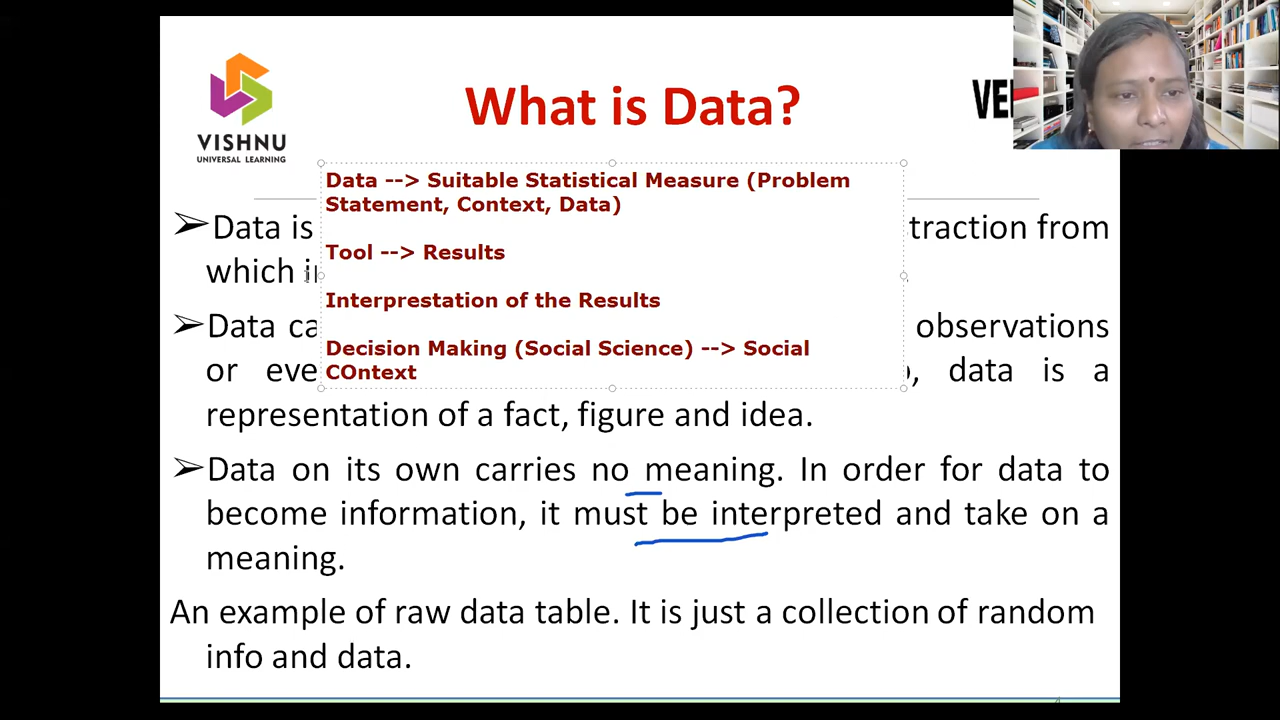 What is Data?
VISHNU
UNIVERSAL LEARNING
Data --> Suitable Statistical Measure (Problem
Statement, Context, Data)
Tool --> Results
Interprestation of the Results
Decision Making (Social Science) --> Social
COntext
➢Data is traction from
which
➢Data observations
or data is a
representation of a fact, figure and idea.
➢Data on its own carries no meaning. In order for data to
become information, it must be interpreted and take on a
meaning.
An example of raw data table. It is just a collection of random
info and data.